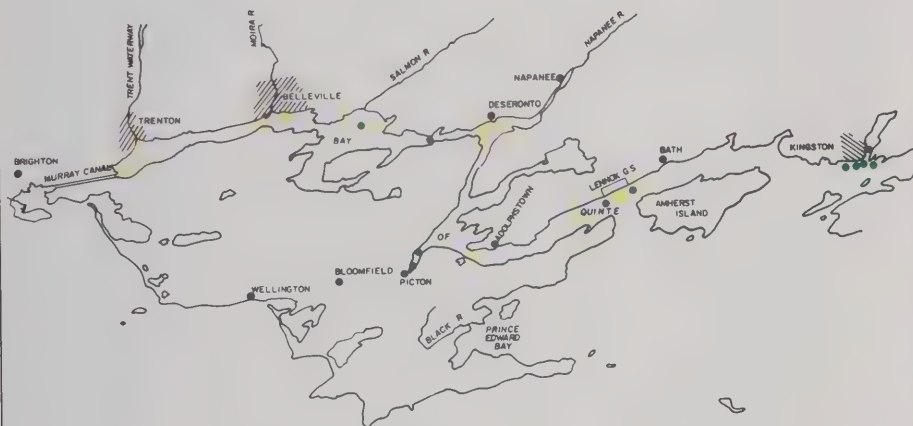 TRENT WATERWAY
MOIRA R
SALMON R
NAPANEE R
NAPANEE
BELLEVILLE
DESERONTO
TRENTON
BAY
KINGSTON
BATH
BRIGHTON
MURRAY CANAL
LENNOX G S
ADOLPHSTOWN
QUINTE
AMHERST
ISLAND
OF
BLOOMFIELD
PICTON
WELLINGTON
BLACK R
PRINCE
EDWARD
BAY